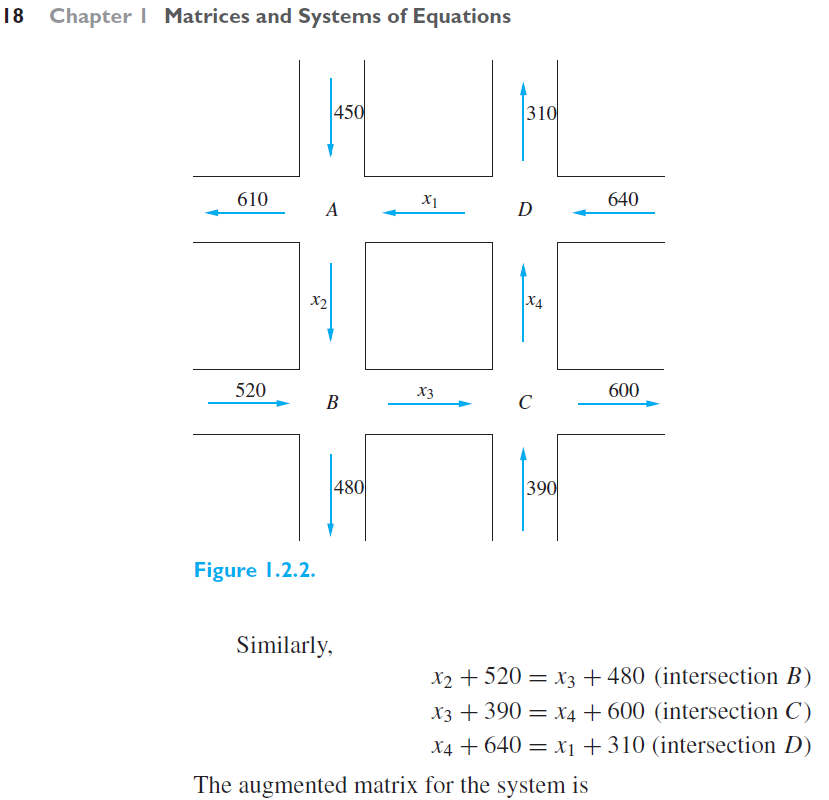 18 Chapter 1 Matrices and Systems of Equations
450 310
610 A x₁ D 640
x₂ x₄
520 B x₃ C 600
480 390
Figure 1.2.2.
Similarly,
x₂ + 520 = x₃ + 480 (intersection B)
x₃ + 390 = x₄ + 600 (intersection C)
x₄ + 640 = x₁ + 310 (intersection D)
The augmented matrix for the system is